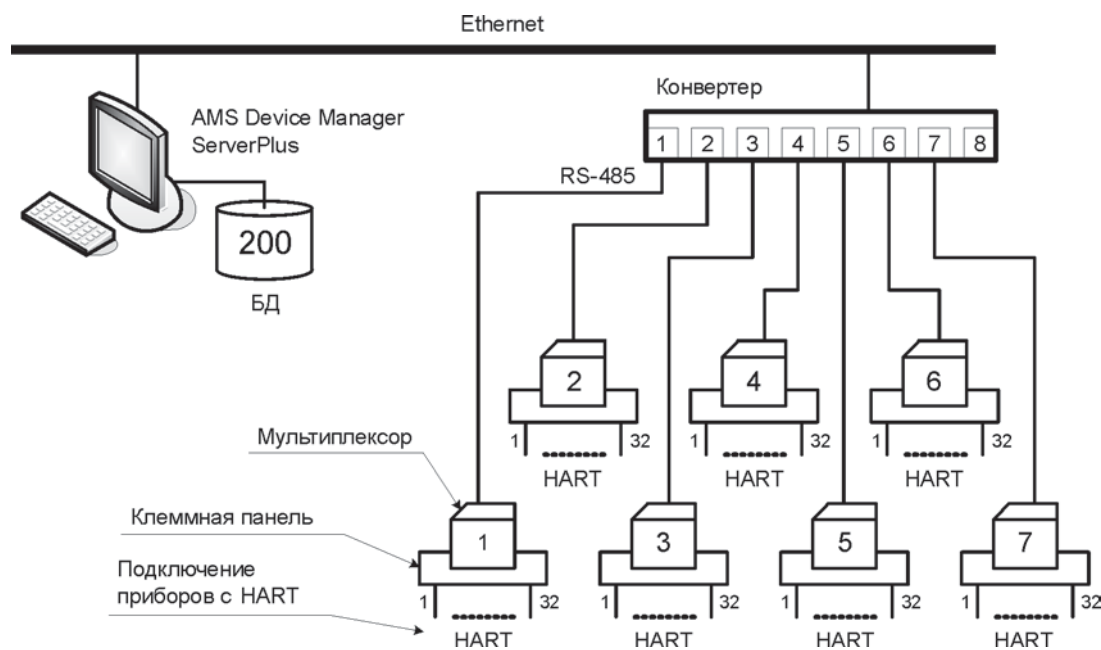 Ethernet
AMS Device Manager
ServerPlus
200
БД
Конвертер
1 2 3 4 5 6 7 8
RS-485
2
1 32
HART
4
1 32
HART
6
1 32
HART
Мультиплексор
Клеммная панель
Подключение
приборов с HART
1
1 32
HART
3
1 32
HART
5
1 32
HART
7
1 32
HART